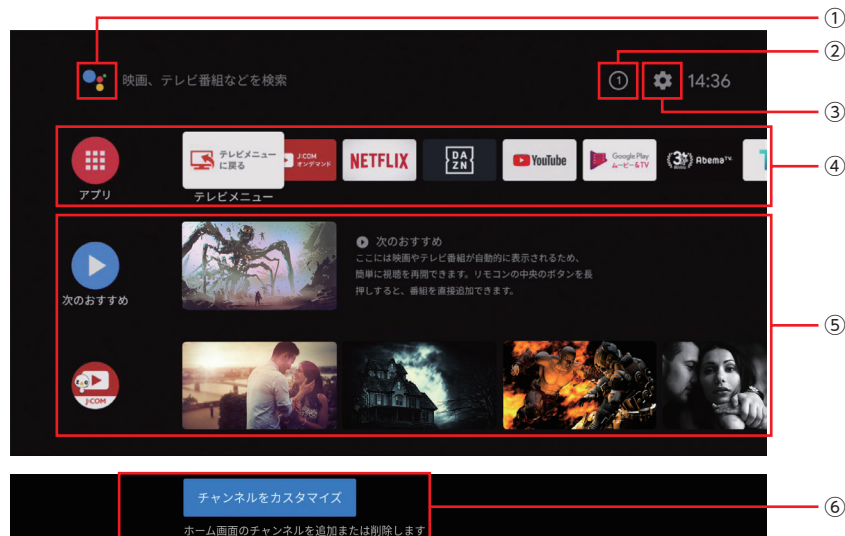 ①
②
映画、テレビ番組などを検索
① 14:36
③
テレビメニュー
に戻る
J:COM
オンデマンド
NETFLIX
DA
ZN
YouTube
Google Play
ムービー&TV
AbemaTV
④
アプリ
テレビメニュー
次のおすすめ
ここには映画やテレビ番組が自動的に表示されるため、
簡単に視聴を再開できます。リモコンの中央のボタンを長
押しすると、番組を直接追加できます。
次のおすすめ
⑤
J:COM
チャンネルをカスタマイズ
⑥
ホーム画面のチャンネルを追加または削除します